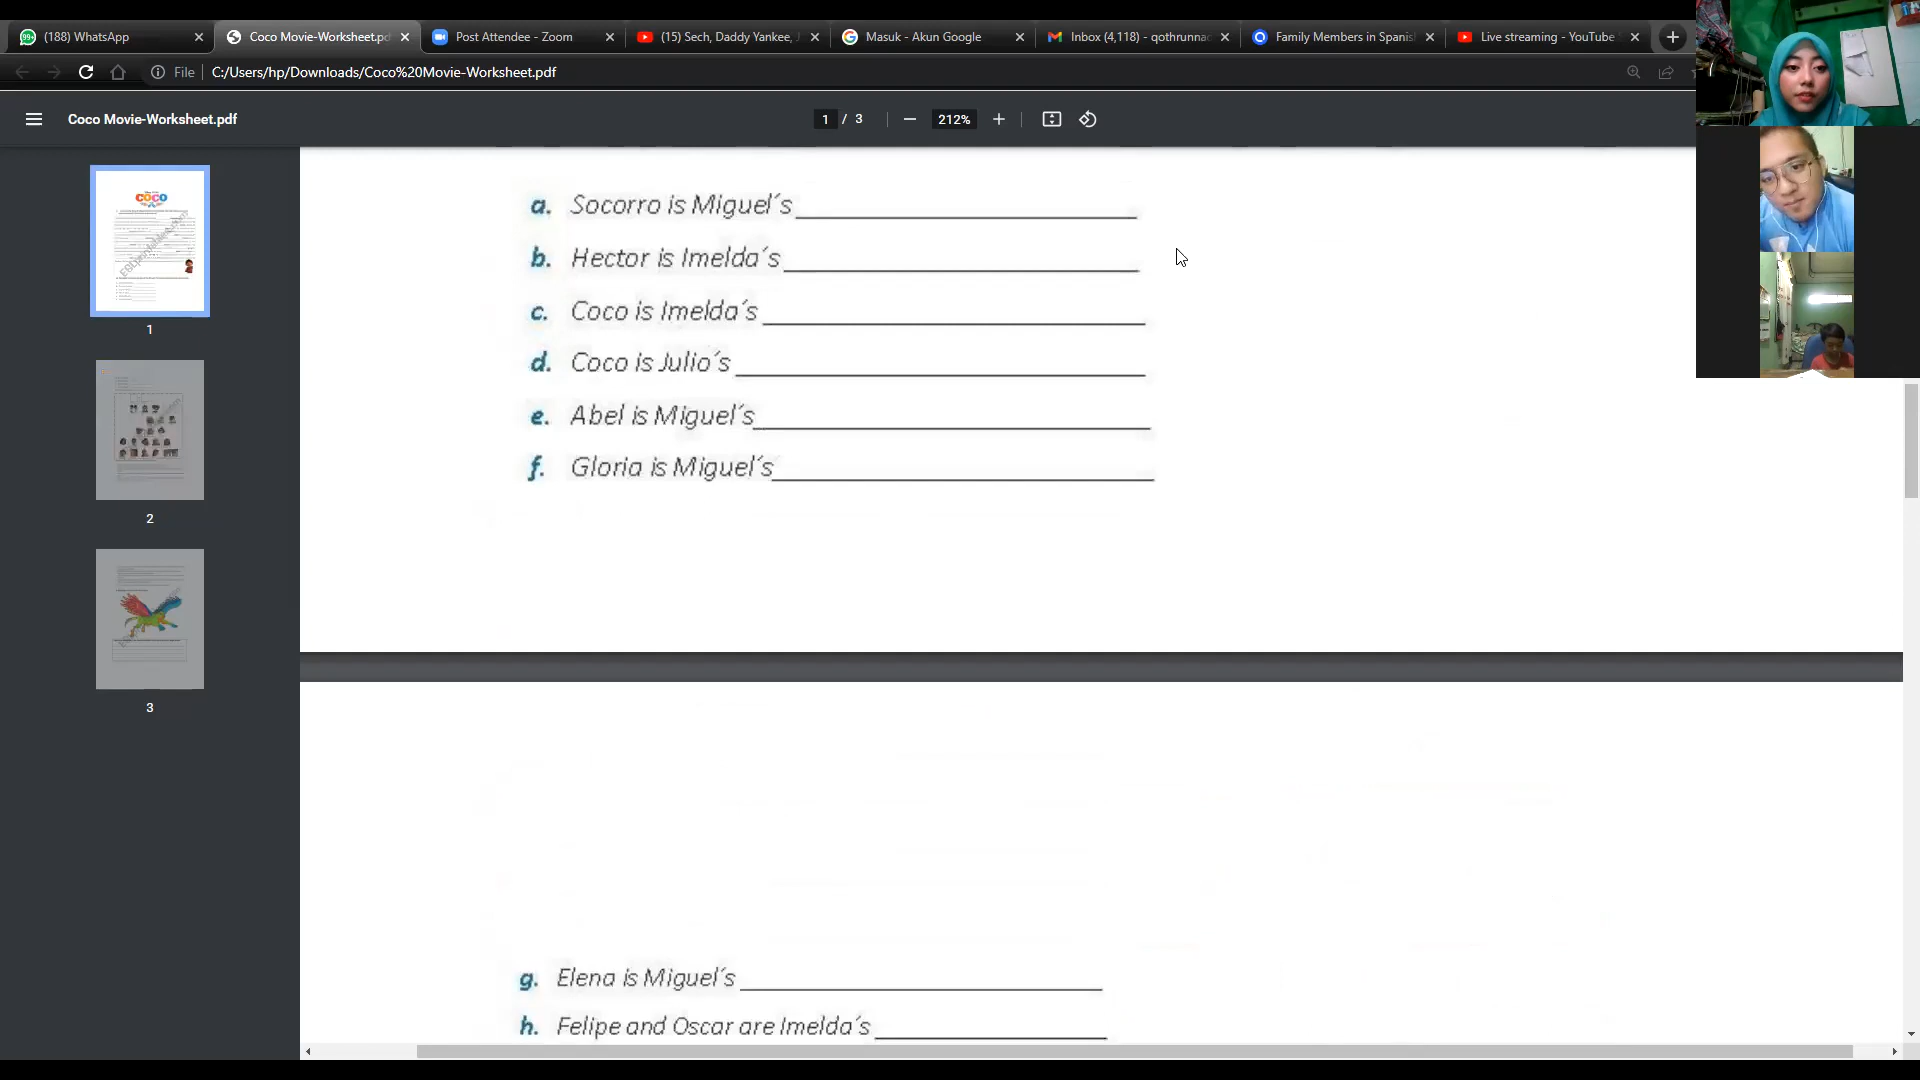 (188) WhatsApp
Coco Movie-Worksheet.pd
Post Attendee - Zoom
(15) Sech, Daddy Yankee, J
Masuk - Akun Google
Inbox (4,118) - qothrunnad
Family Members in Spanis
Live streaming - YouTube
File
C:/Users/hp/Downloads/Coco%20Movie-Worksheet.pdf
Coco Movie-Worksheet.pdf
1 / 3
212%
COCO
1
2
3
a. Socorro is Miguel´s
b. Hector is Imelda´s
c. Coco is Imelda´s
d. Coco is Julio´s
e. Abel is Miguel´s
f. Gloria is Miguel´s
g. Elena is Miguel´s
h. Felipe and Oscar are Imelda´s